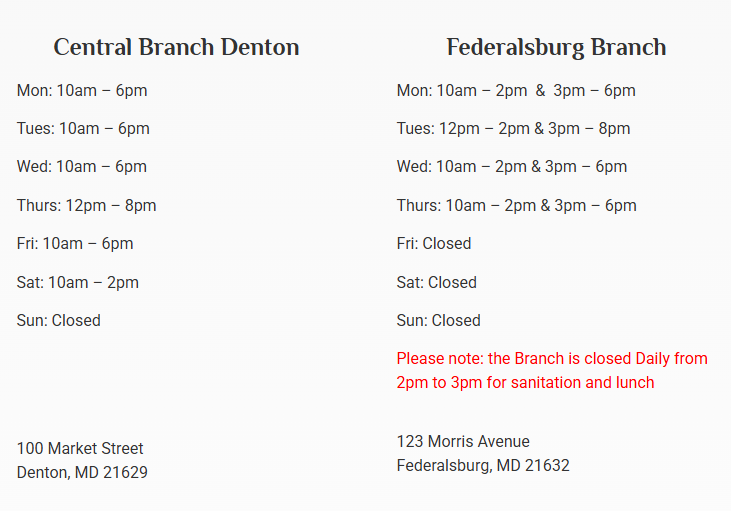 Central Branch Denton
Mon: 10am – 6pm
Tues: 10am – 6pm
Wed: 10am – 6pm
Thurs: 12pm – 8pm
Fri: 10am – 6pm
Sat: 10am – 2pm
Sun: Closed
100 Market Street
Denton, MD 21629
Federalsburg Branch
Mon: 10am – 2pm  &  3pm – 6pm
Tues: 12pm – 2pm & 3pm – 8pm
Wed: 10am – 2pm & 3pm – 6pm
Thurs: 10am – 2pm & 3pm – 6pm
Fri: Closed
Sat: Closed
Sun: Closed
Please note: the Branch is closed Daily from
2pm to 3pm for sanitation and lunch
123 Morris Avenue
Federalsburg, MD 21632